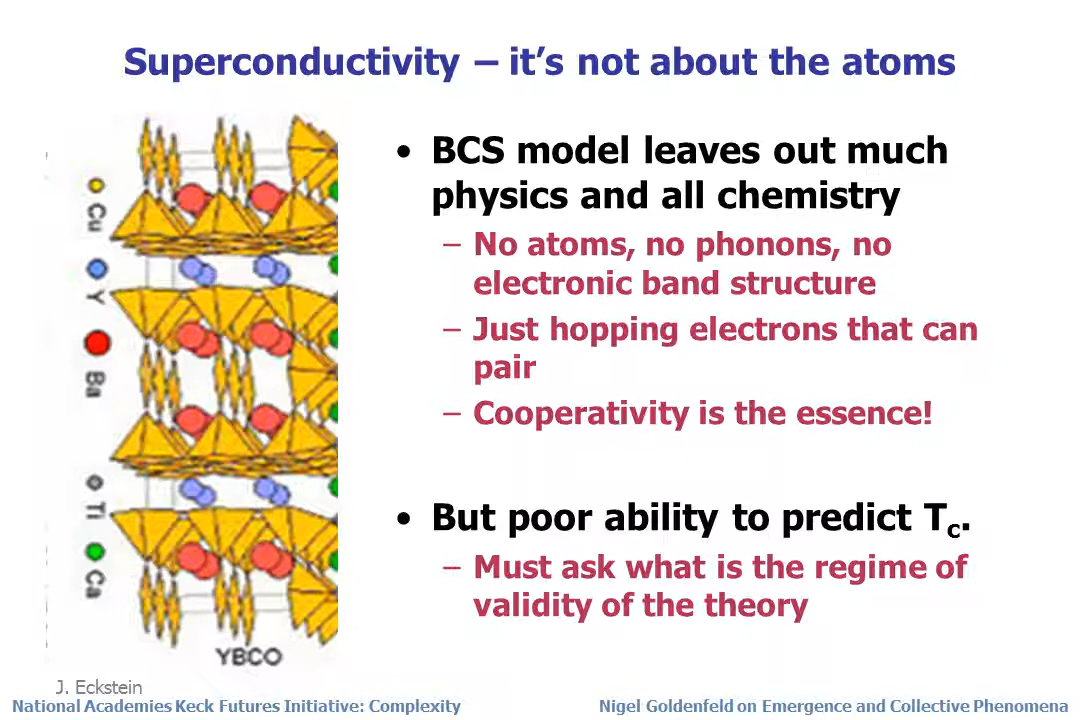 Superconductivity – it's not about the atoms
• BCS model leaves out much
physics and all chemistry
– No atoms, no phonons, no
electronic band structure
– Just hopping electrons that can
pair
– Cooperativity is the essence!
• But poor ability to predict Tc.
– Must ask what is the regime of
validity of the theory
Cu
Y
Ba
Tl
Ca
YBCO
J. Eckstein
National Academies Keck Futures Initiative: Complexity
Nigel Goldenfeld on Emergence and Collective Phenomena